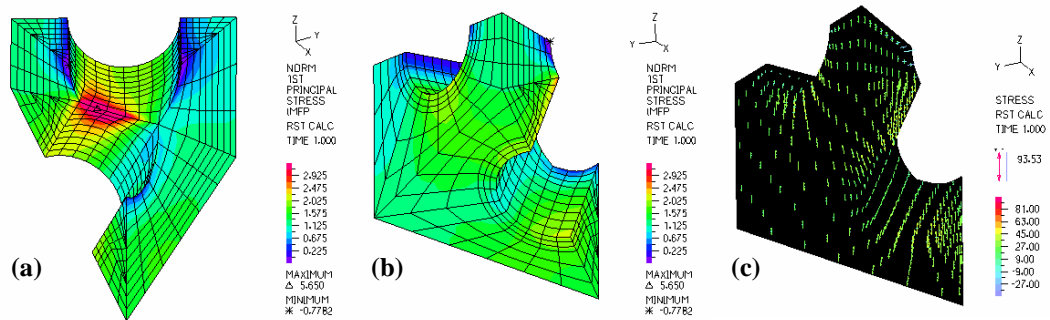 Z
Y
X
NORM
1ST
PRINCIPAL
STRESS
(MFP
RST CALC
TIME 1.000
2.925
2.475
2.025
1.575
1.125
0.675
0.225
MAXIMUM
△ 5.650
MINIMUM
* -0.7782
(a)
Z
Y
X
NORM
1ST
PRINCIPAL
STRESS
(MFP
RST CALC
TIME 1.000
2.925
2.475
2.025
1.575
1.125
0.675
0.225
MAXIMUM
△ 5.650
MINIMUM
* -0.7782
(b)
Z
Y
X
STRESS
RST CALC
TIME 1.000
93.53
81.00
63.00
45.00
27.00
9.00
-9.00
-27.00
(c)